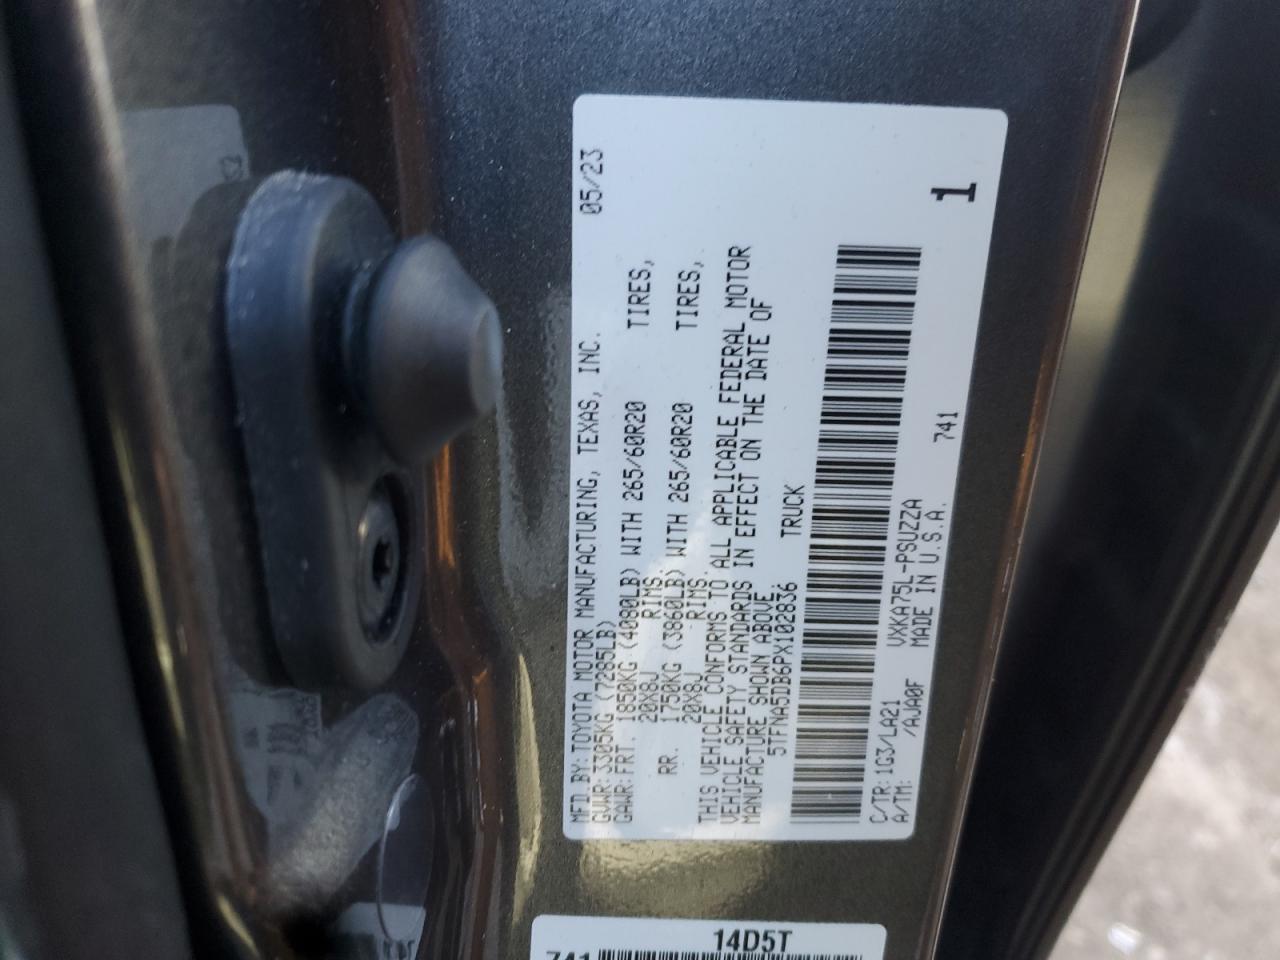 05/23
MFD.BY:TOYOTA MOTOR MANUFACTURING, TEXAS, INC.
GVWR:3305KG (7285LB)
GAWR:FRT. 1850KG (4080LB) WITH 265/60R20 TIRES,
20X8J RIMS.
RR. 1750KG (3860LB) WITH 265/60R20 TIRES,
20X8J RIMS.
THIS VEHICLE CONFORMS TO ALL APPLICABLE FEDERAL MOTOR
VEHICLE SAFETY STANDARDS IN EFFECT ON THE DATE OF
MANUFACTURE SHOWN ABOVE.
5TFNA5DB6PX102836 TRUCK
1
C/TR:1G3/LA21 VXKA75L-PSUZZA
A/TM: /AJA0F MADE IN U.S.A.
741
14D5T
741